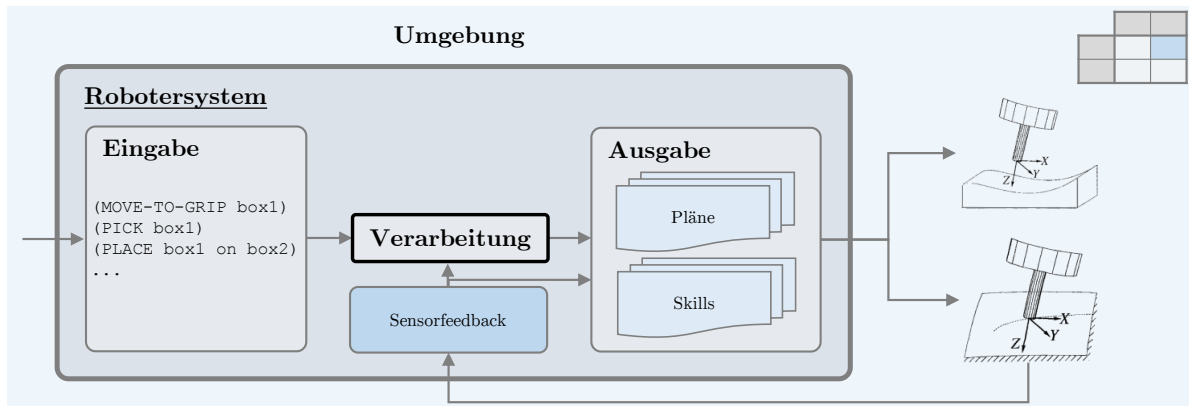 Umgebung
Robotersystem
Eingabe
(MOVE-TO-GRIP box1)
(PICK box1)
(PLACE box1 on box2)
...
Verarbeitung
Sensorfeedback
Ausgabe
Pläne
Skills
X
Y
Z
X
Y
Z